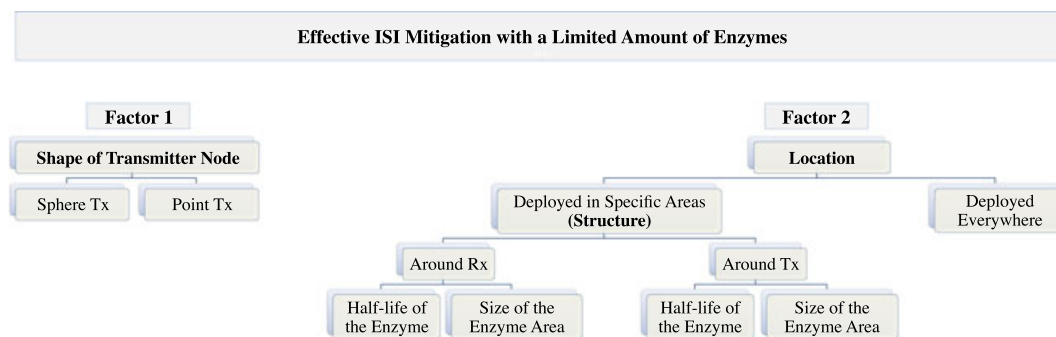 Effective ISI Mitigation with a Limited Amount of Enzymes
Factor 1
Factor 2
Shape of Transmitter Node
Location
Sphere Tx
Point Tx
Deployed in Specific Areas
(Structure)
Deployed
Everywhere
Around Rx
Around Tx
Half-life of
the Enzyme
Size of the
Enzyme Area
Half-life of
the Enzyme
Size of the
Enzyme Area